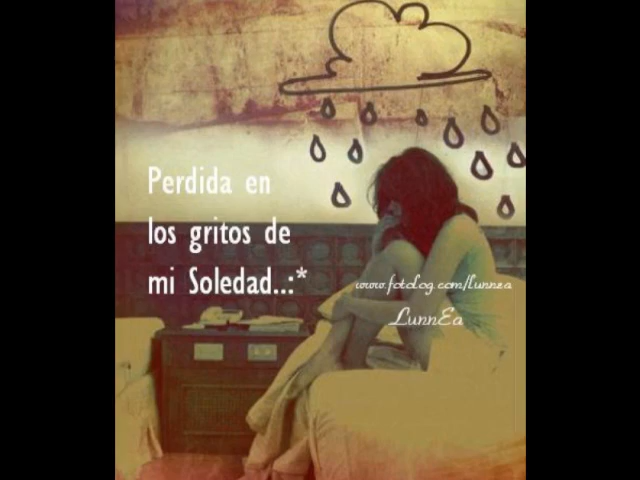 Perdida en
los gritos de
mi Soledad..:*
www.fotolog.com/lunnea
LunnEa